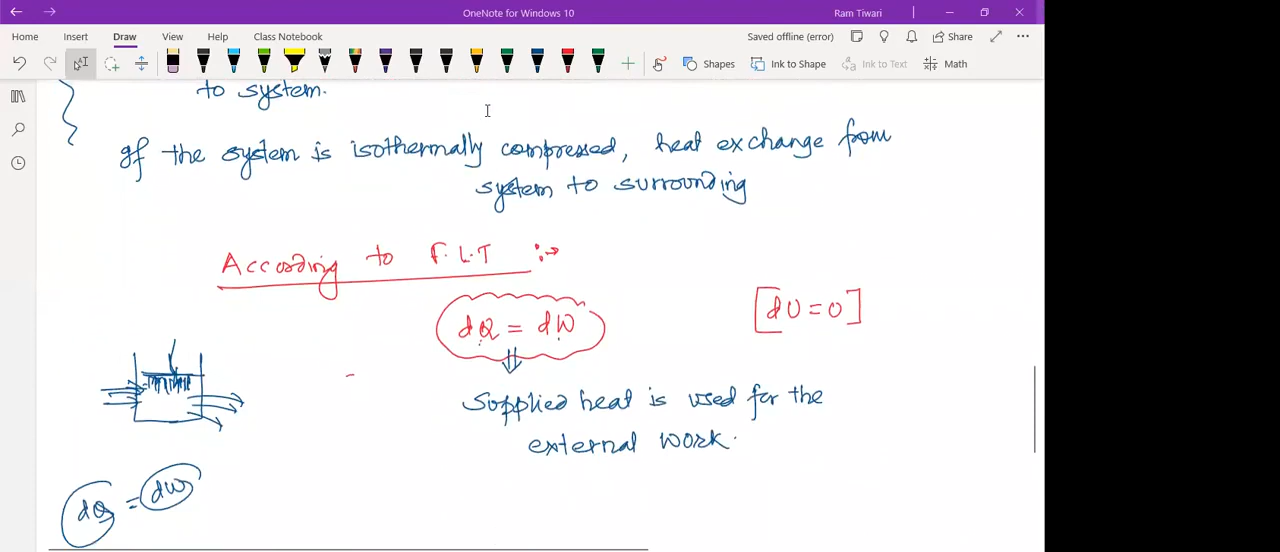 OneNote for Windows 10
Ram Tiwari
Home Insert Draw View Help Class Notebook
Saved offline (error)
Share
Shapes
Ink to Shape
Ink to Text
Math
to system.
If the system is isothermally compressed, heat exchange from
system to surrounding
According to F.L.T :→
dQ = dW
[dU = 0]
⇓
Supplied heat is used for the
external work.
dQ = dW